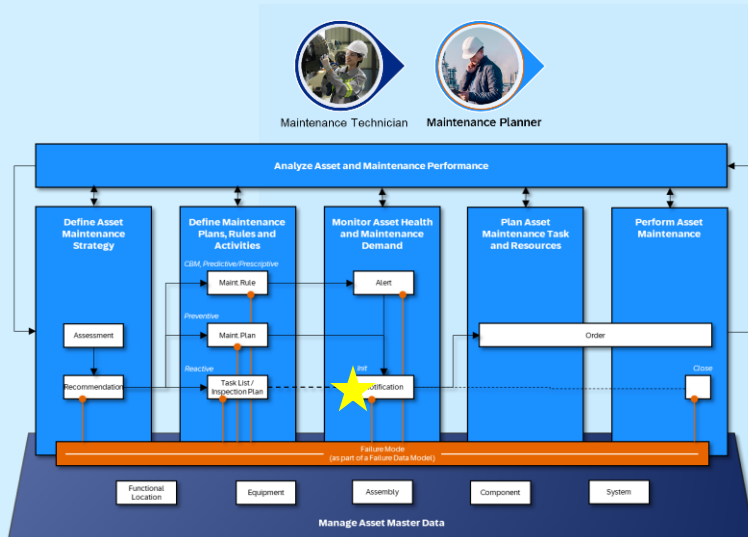 Maintenance Technician
Maintenance Planner
Analyze Asset and Maintenance Performance
Define Asset
Maintenance
Strategy
Define Maintenance
Plans, Rules and
Activities
Monitor Asset Health
and Maintenance
Demand
Plan Asset
Maintenance Task
and Resources
Perform Asset
Maintenance
CBM, Predictive/Prescriptive
Maint.Rule
Alert
Preventive
Assessment
Maint.Plan
Order
Reactive
Init
Close
Recommendation
Task List /
Inspection Plan
otification
Failure Mode
(as part of a Failure Data Model)
Functional
Location
Equipment
Assembly
Component
System
Manage Asset Master Data